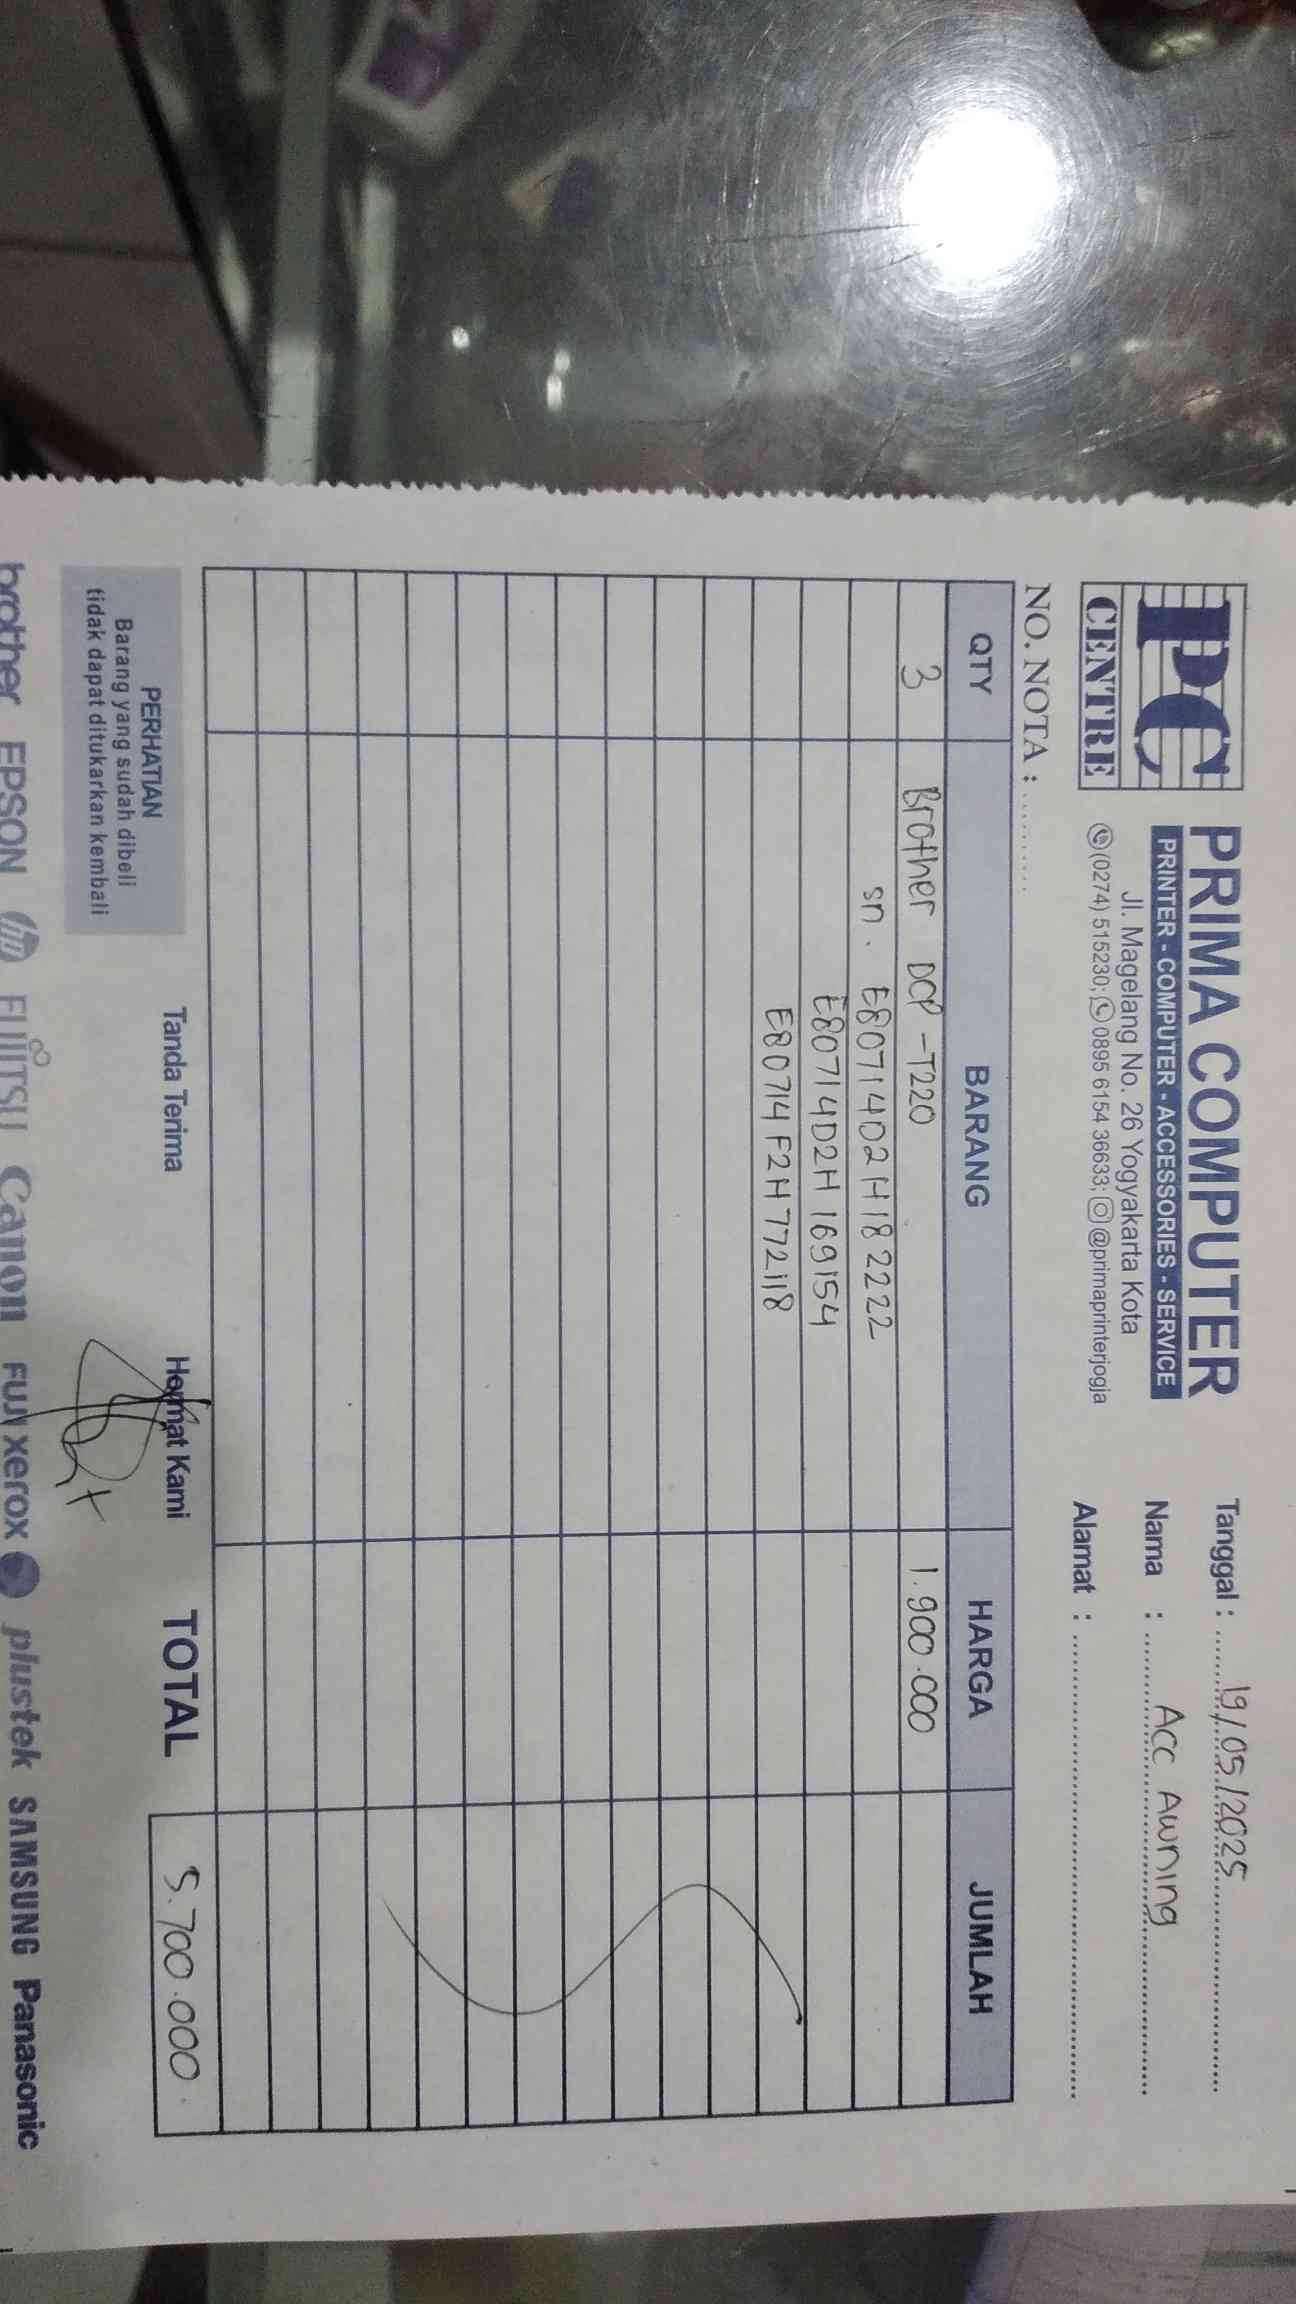 PC
CENTRE
PRIMA COMPUTER
PRINTER - COMPUTER - ACCESSORIES - SERVICE
Jl. Magelang No. 26 Yogyakarta Kota
(0274) 515230; 0895 6154 36633; @primaprinterjogja
Tanggal : 19/05/2025
Nama : Acc Awning
Alamat :
NO. NOTA :
QTY BARANG HARGA JUMLAH
3 Brother DCP-T220 1.900.000
sn. E80714D2H182222
E80714D2H169154
E80714F2H772118
PERHATIAN
Barang yang sudah dibeli
tidak dapat ditukarkan kembali
Tanda Terima
Hormat Kami
TOTAL 5.700.000
brother EPSON hp FUJITSU Canon FUJI xerox plustek SAMSUNG Panasonic